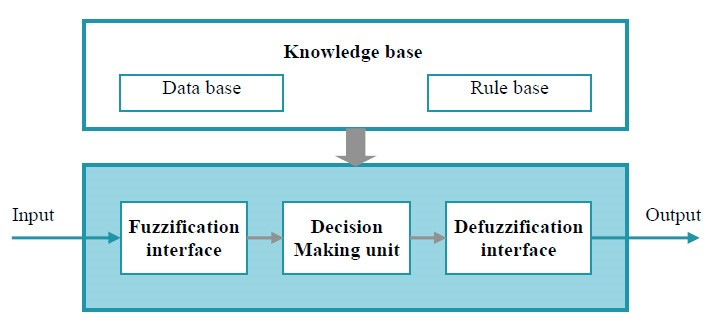 Knowledge base
Data base
Rule base
Input
Fuzzification
interface
Decision
Making unit
Defuzzification
interface
Output